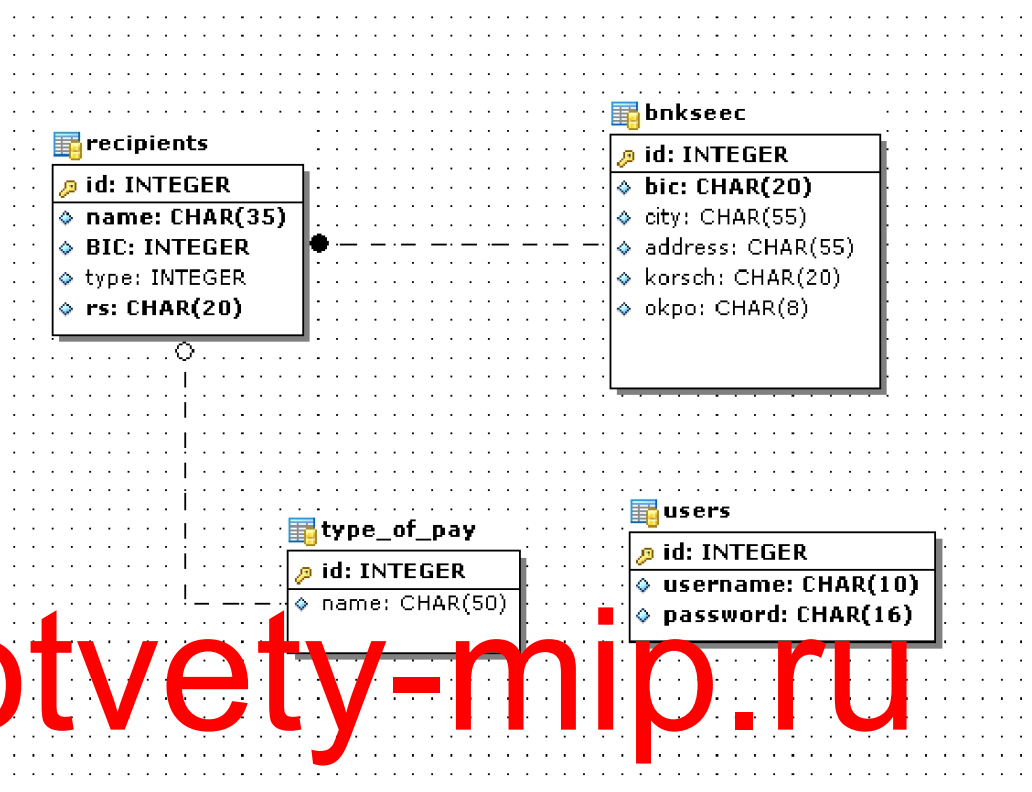 recipients
id: INTEGER
name: CHAR(35)
BIC: INTEGER
type: INTEGER
rs: CHAR(20)
bnkseec
id: INTEGER
bic: CHAR(20)
city: CHAR(55)
address: CHAR(55)
korsch: CHAR(20)
okpo: CHAR(8)
type_of_pay
id: INTEGER
name: CHAR(50)
users
id: INTEGER
username: CHAR(10)
password: CHAR(16)
otvety-mip.ru